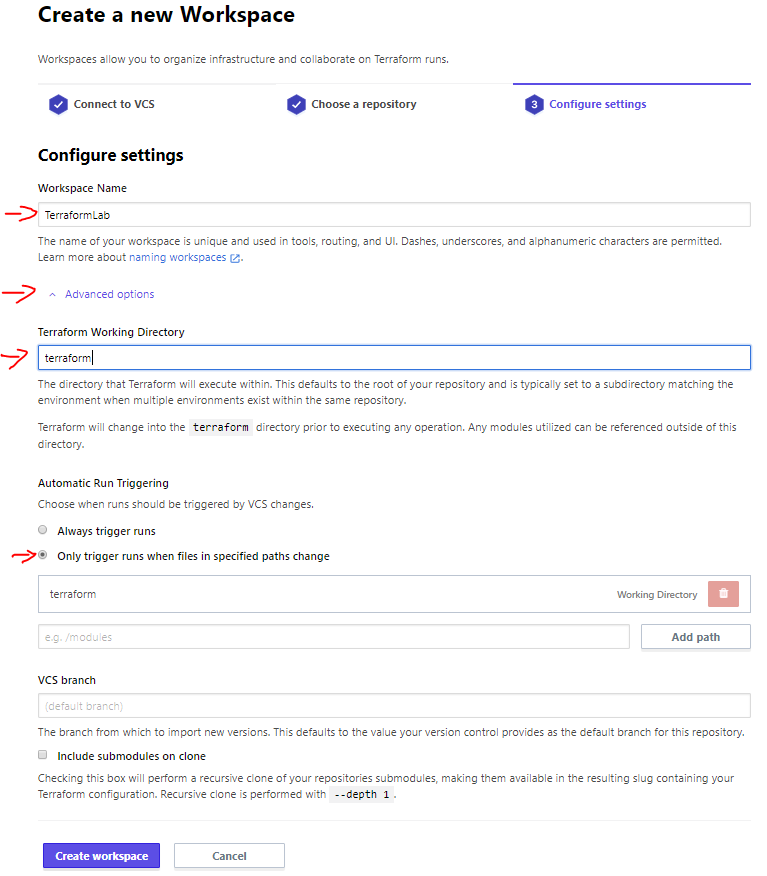 Create a new Workspace
Workspaces allow you to organize infrastructure and collaborate on Terraform runs.
Connect to VCS
Choose a repository
3 Configure settings
Configure settings
Workspace Name
TerraformLab
The name of your workspace is unique and used in tools, routing, and UI. Dashes, underscores, and alphanumeric characters are permitted.
Learn more about naming workspaces.
Advanced options
Terraform Working Directory
terraform
The directory that Terraform will execute within. This defaults to the root of your repository and is typically set to a subdirectory matching the
environment when multiple environments exist within the same repository.
Terraform will change into the terraform directory prior to executing any operation. Any modules utilized can be referenced outside of this
directory.
Automatic Run Triggering
Choose when runs should be triggered by VCS changes.
Always trigger runs
Only trigger runs when files in specified paths change
terraform Working Directory
e.g. /modules Add path
VCS branch
(default branch)
The branch from which to import new versions. This defaults to the value your version control provides as the default branch for this repository.
Include submodules on clone
Checking this box will perform a recursive clone of your repositories submodules, making them available in the resulting slug containing your
Terraform configuration. Recursive clone is performed with --depth 1.
Create workspace Cancel